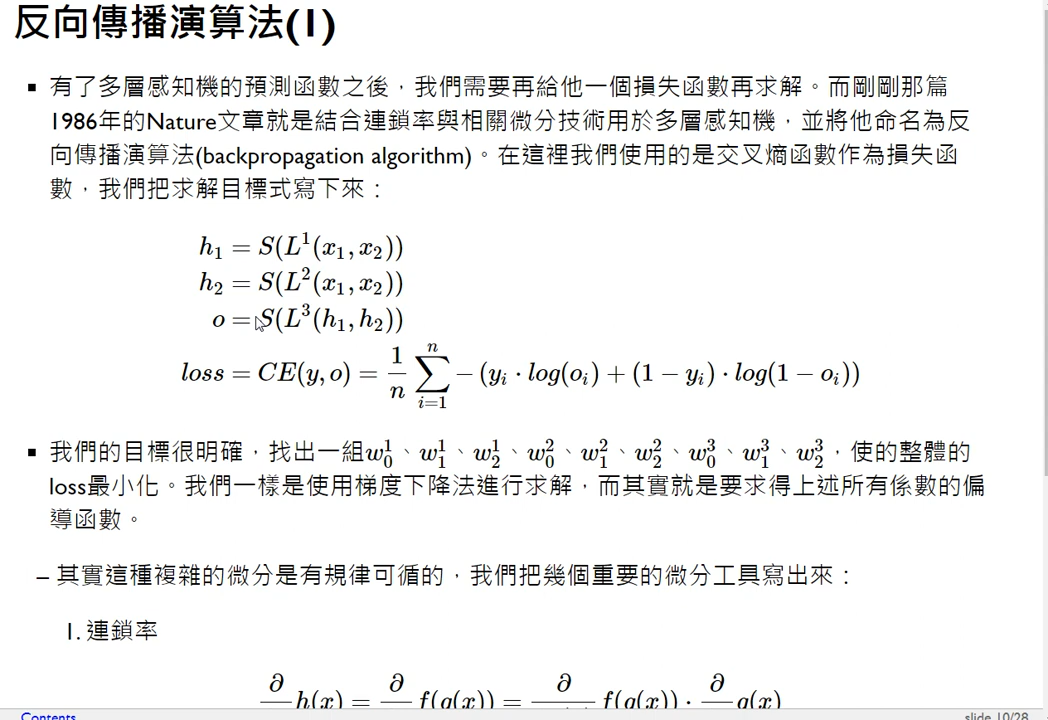 反向傳播演算法(1)
▪ 有了多層感知機的預測函數之後，我們需要再給他一個損失函數再求解。而剛剛那篇
1986年的Nature文章就是結合連鎖率與相關微分技術用於多層感知機，並將他命名為反
向傳播演算法(backpropagation algorithm)。在這裡我們使用的是交叉熵函數作為損失函
數，我們把求解目標式寫下來：
h₁ = S(L¹(x₁, x₂))
h₂ = S(L²(x₁, x₂))
o = S(L³(h₁, h₂))
loss = CE(y, o) = \frac{1}{n} \sum_{i=1}^{n} −(y_i · log(o_i) + (1 − y_i) · log(1 − o_i))
▪ 我們的目標很明確，找出一組w_0^1、w_1^1、w_2^1、w_0^2、w_1^2、w_2^2、w_0^3、w_1^3、w_2^3，使的整體的
loss最小化。我們一樣是使用梯度下降法進行求解，而其實就是要求得上述所有係數的偏
導函數。
– 其實這種複雜的微分是有規律可循的，我們把幾個重要的微分工具寫出來：
1. 連鎖率
∂ h(x) = ∂ f(g(x)) = ∂ f(g(x)) · ∂ g(x)
Contents
slide 10/28